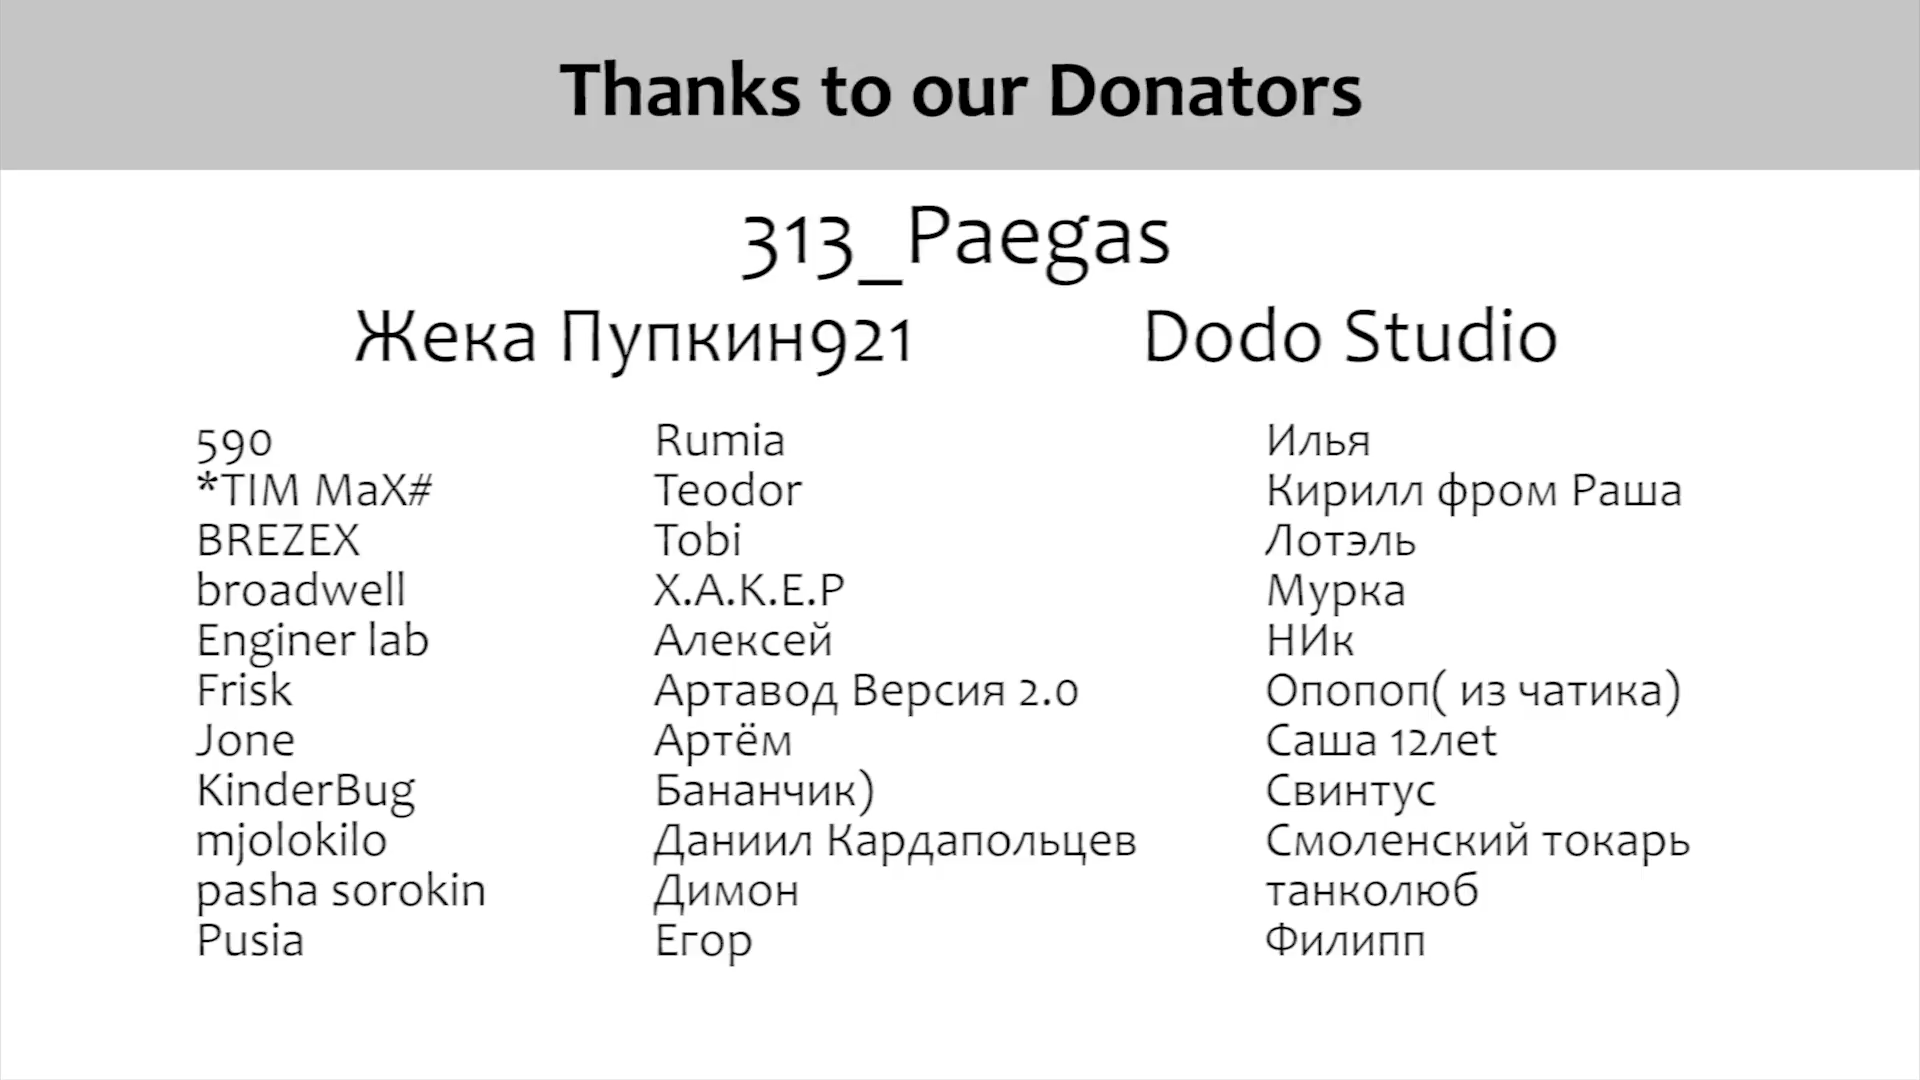 Thanks to our Donators
313_Paegas
Жека Пупкин921
Dodo Studio
590
*TIM MaX#
BREZEX
broadwell
Enginer lab
Frisk
Jone
KinderBug
mjolokilo
pasha sorokin
Pusia
Rumia
Teodor
Tobi
X.A.K.E.P
Алексей
Артавод Версия 2.0
Артём
Бананчик)
Даниил Кардапольцев
Димон
Егор
Илья
Кирилл фром Раша
Лотэль
Мурка
НИк
Опопоп( из чатика)
Саша 12лет
Свинтус
Смоленский токарь
танколюб
Филипп